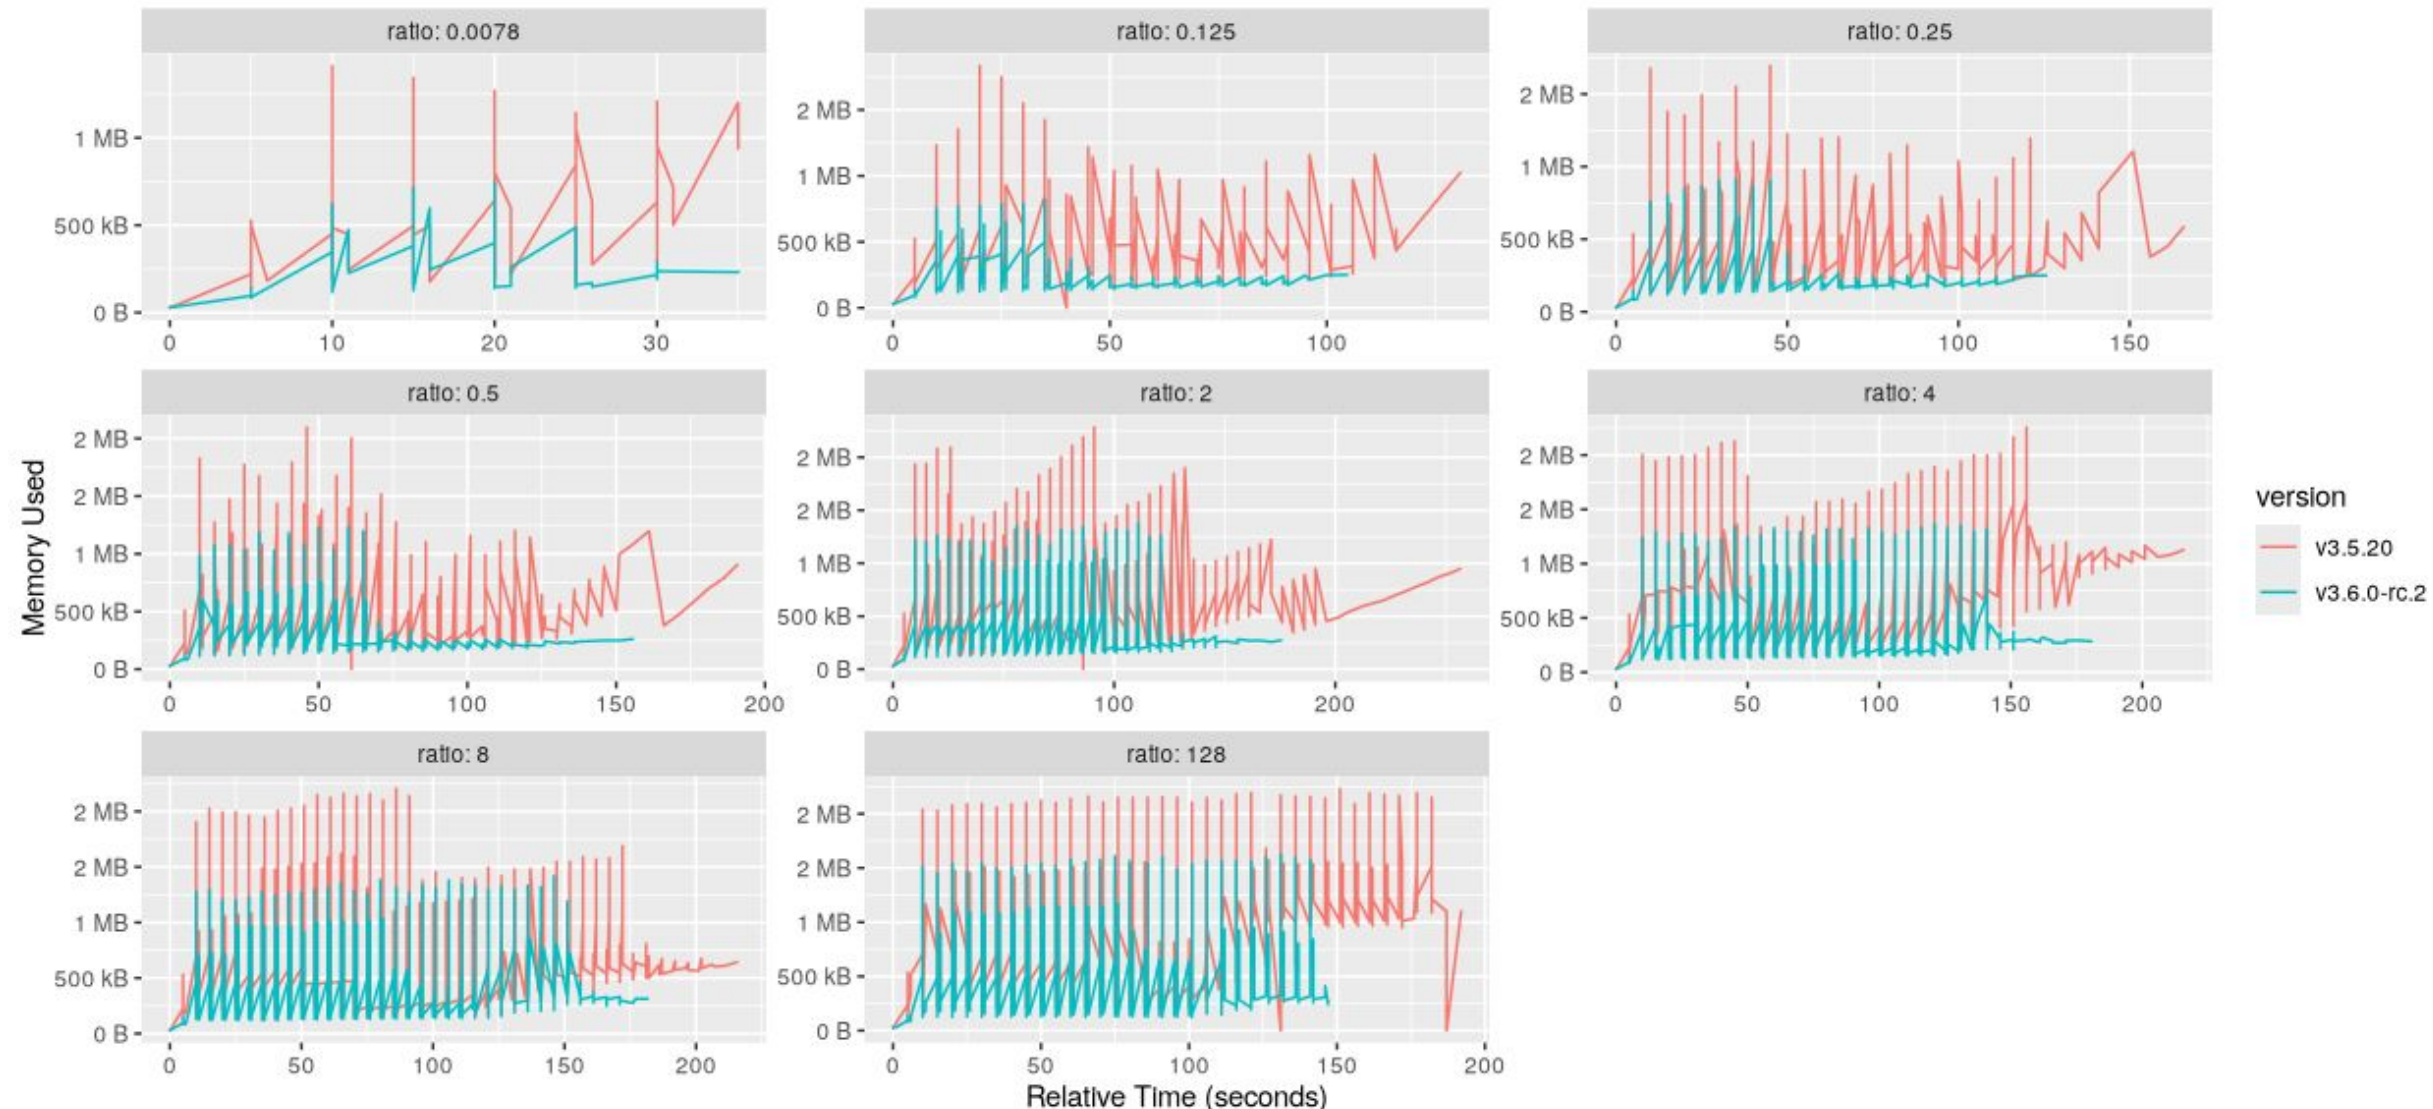 ratio: 0.0078
ratio: 0.125
ratio: 0.25
1 MB
500 kB
0 B
0 10 20 30
2 MB
1 MB
500 kB
0 B
0 50 100
2 MB
1 MB
500 kB
0 B
0 50 100 150
ratio: 0.5
ratio: 2
ratio: 4
Memory Used
2 MB
2 MB
1 MB
500 kB
0 B
0 50 100 150 200
2 MB
2 MB
1 MB
500 kB
0 B
0 100 200
2 MB
2 MB
1 MB
500 kB
0 B
0 50 100 150 200
version
v3.5.20
v3.6.0-rc.2
ratio: 8
ratio: 128
2 MB
2 MB
1 MB
500 kB
0 B
0 50 100 150 200
2 MB
2 MB
1 MB
500 kB
0 B
0 50 100 150 200
Relative Time (seconds)